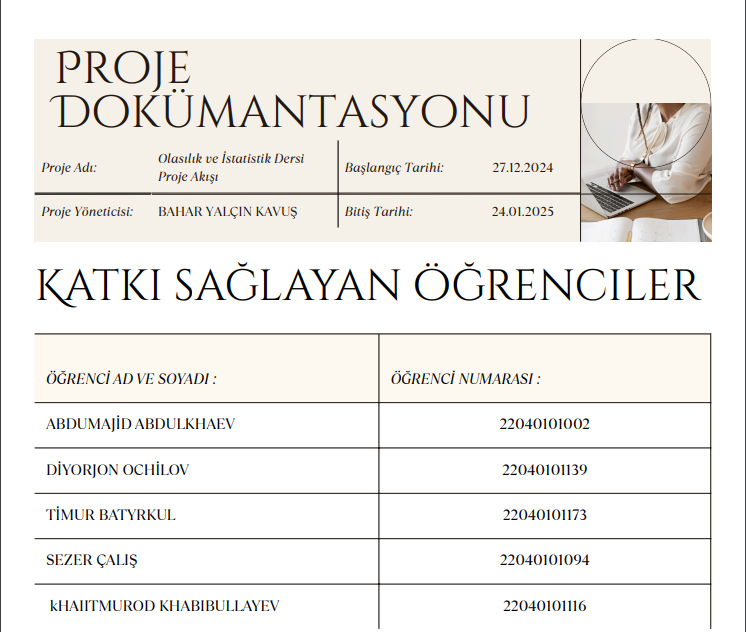 PROJE
DOKÜMANTASYONU
Proje Adı:
Olasılık ve İstatistik Dersi
Proje Akışı
Başlangıç Tarihi:
27.12.2024
Proje Yöneticisi:
BAHAR YALÇIN KAVUŞ
Bitiş Tarihi:
24.01.2025
KATKI SAĞLAYAN ÖĞRENCİLER
ÖĞRENCİ AD VE SOYADI :
ÖĞRENCİ NUMARASI :
ABDUMAJİD ABDULKHAEV
22040101002
DİYORJON OCHİLOV
22040101139
TİMUR BATYRKUL
22040101173
SEZER ÇALIŞ
22040101094
kHAIITMUROD KHABIBULLAYEV
22040101116